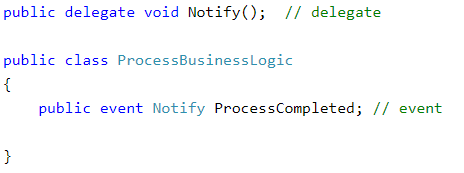 public delegate void Notify();  // delegate
public class ProcessBusinessLogic
{
    public event Notify ProcessCompleted; // event
}